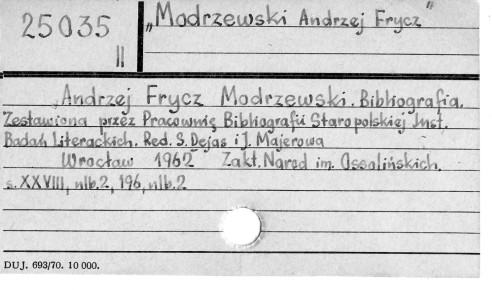 25035
II
„Modrzewski Andrzej Frycz”
„Andrzej Frycz Modrzewski. Bibliografia.
Zestawiona przez Pracownię Bibliografii Staropolskiej Inst.
Badań Literackich. Red. S. Dejas i J. Majerowa
Wrocław 1962 Zakł. Narod im. Ossolińskich.
s. XXVIII, nlb. 2, 196, nlb. 2
DUJ. 693/70. 10 000.